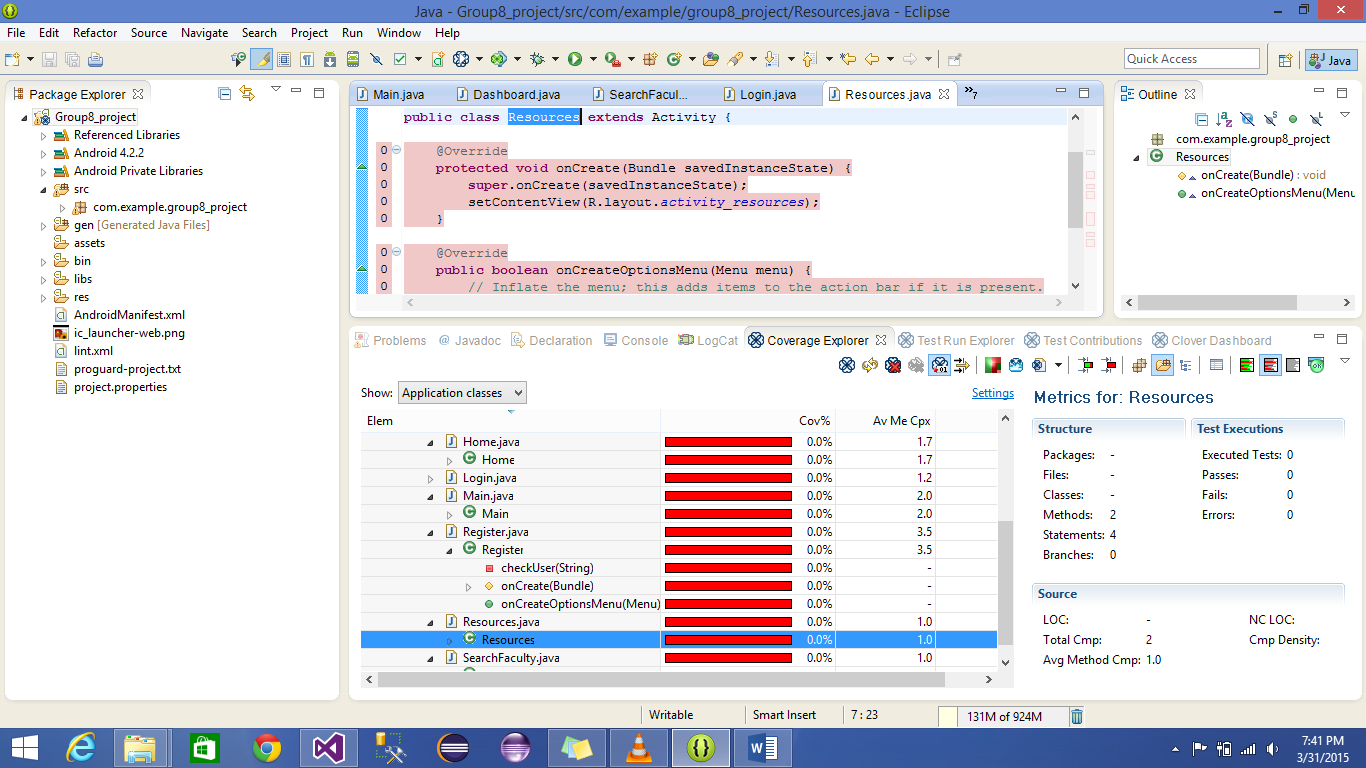 Java - Group8_project/src/com/example/group8_project/Resources.java - Eclipse
File Edit Refactor Source Navigate Search Project Run Window Help
Quick Access
Java
Package Explorer
Group8_project
Referenced Libraries
Android 4.2.2
Android Private Libraries
src
com.example.group8_project
gen [Generated Java Files]
assets
bin
libs
res
AndroidManifest.xml
ic_launcher-web.png
lint.xml
proguard-project.txt
project.properties
Main.java Dashboard.java SearchFacul... Login.java Resources.java »7
public class Resources extends Activity {
0 @Override
0 protected void onCreate(Bundle savedInstanceState) {
0 super.onCreate(savedInstanceState);
0 setContentView(R.layout.activity_resources);
0 }
0 @Override
0 public boolean onCreateOptionsMenu(Menu menu) {
0 // Inflate the menu; this adds items to the action bar if it is present.
Outline
com.example.group8_project
Resources
onCreate(Bundle) : void
onCreateOptionsMenu(Menu
Problems @ Javadoc Declaration Console LogCat Coverage Explorer Test Run Explorer Test Contributions Clover Dashboard
Show: Application classes Settings
Elem Cov% Av Me Cpx
Home.java 0.0% 1.7
Home 0.0% 1.7
Login.java 0.0% 1.2
Main.java 0.0% 2.0
Main 0.0% 2.0
Register.java 0.0% 3.5
Register 0.0% 3.5
checkUser(String) 0.0% -
onCreate(Bundle) 0.0% -
onCreateOptionsMenu(Menu) 0.0% -
Resources.java 0.0% 1.0
Resources 0.0% 1.0
SearchFaculty.java 0.0% 1.0
Metrics for: Resources
Structure
Packages: -
Files: -
Classes: -
Methods: 2
Statements: 4
Branches: 0
Test Executions
Executed Tests: 0
Passes: 0
Fails: 0
Errors: 0
Source
LOC: - NC LOC:
Total Cmp: 2 Cmp Density:
Avg Method Cmp: 1.0
Writable Smart Insert 7 : 23 131M of 924M
7:41 PM
3/31/2015